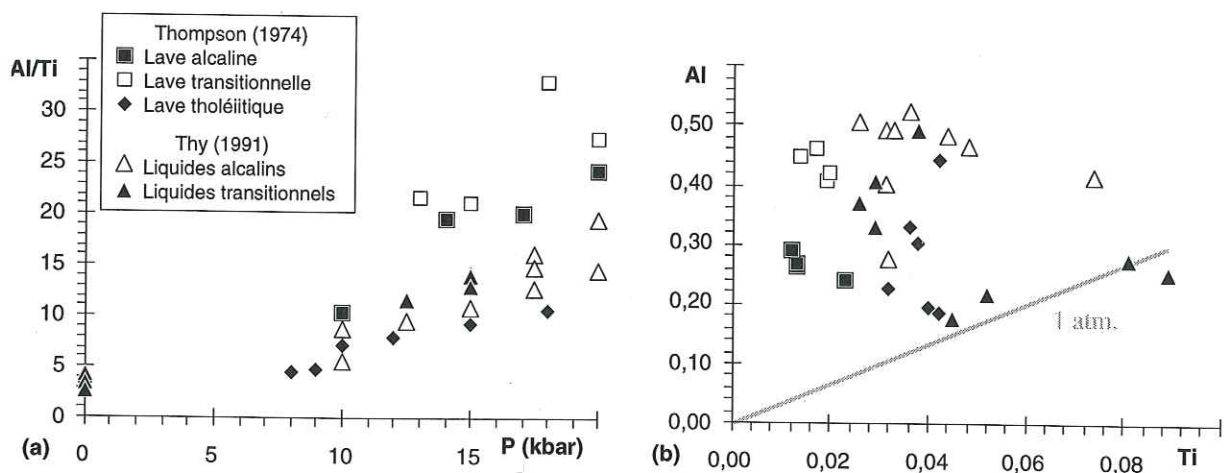 Thompson (1974)
Lave alcaline
Lave transitionnelle
Lave tholéiitique
Thy (1991)
Liquides alcalins
Liquides transitionnels
Al/Ti
30
25
20
15
10
5
0
0
5
10
15
P (kbar)
(a)
Al
0,50
0,40
0,30
0,20
0,10
0,00
1 atm.
0,00
0,02
0,04
0,06
0,08
Ti
(b)